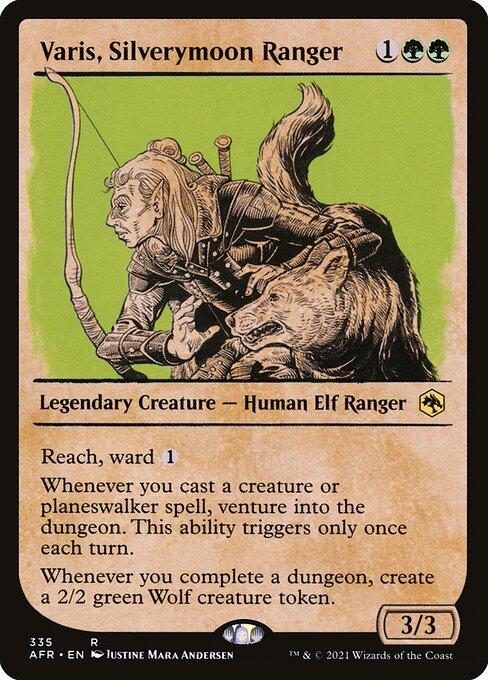 Varis, Silverymoon Ranger 1
Legendary Creature — Human Elf Ranger
Reach, ward 1
Whenever you cast a creature or
planeswalker spell, venture into the
dungeon. This ability triggers only once
each turn.
Whenever you complete a dungeon, create
a 2/2 green Wolf creature token.
3/3
335 R
AFR • EN Justine Mara Andersen ™ & © 2021 Wizards of the Coast